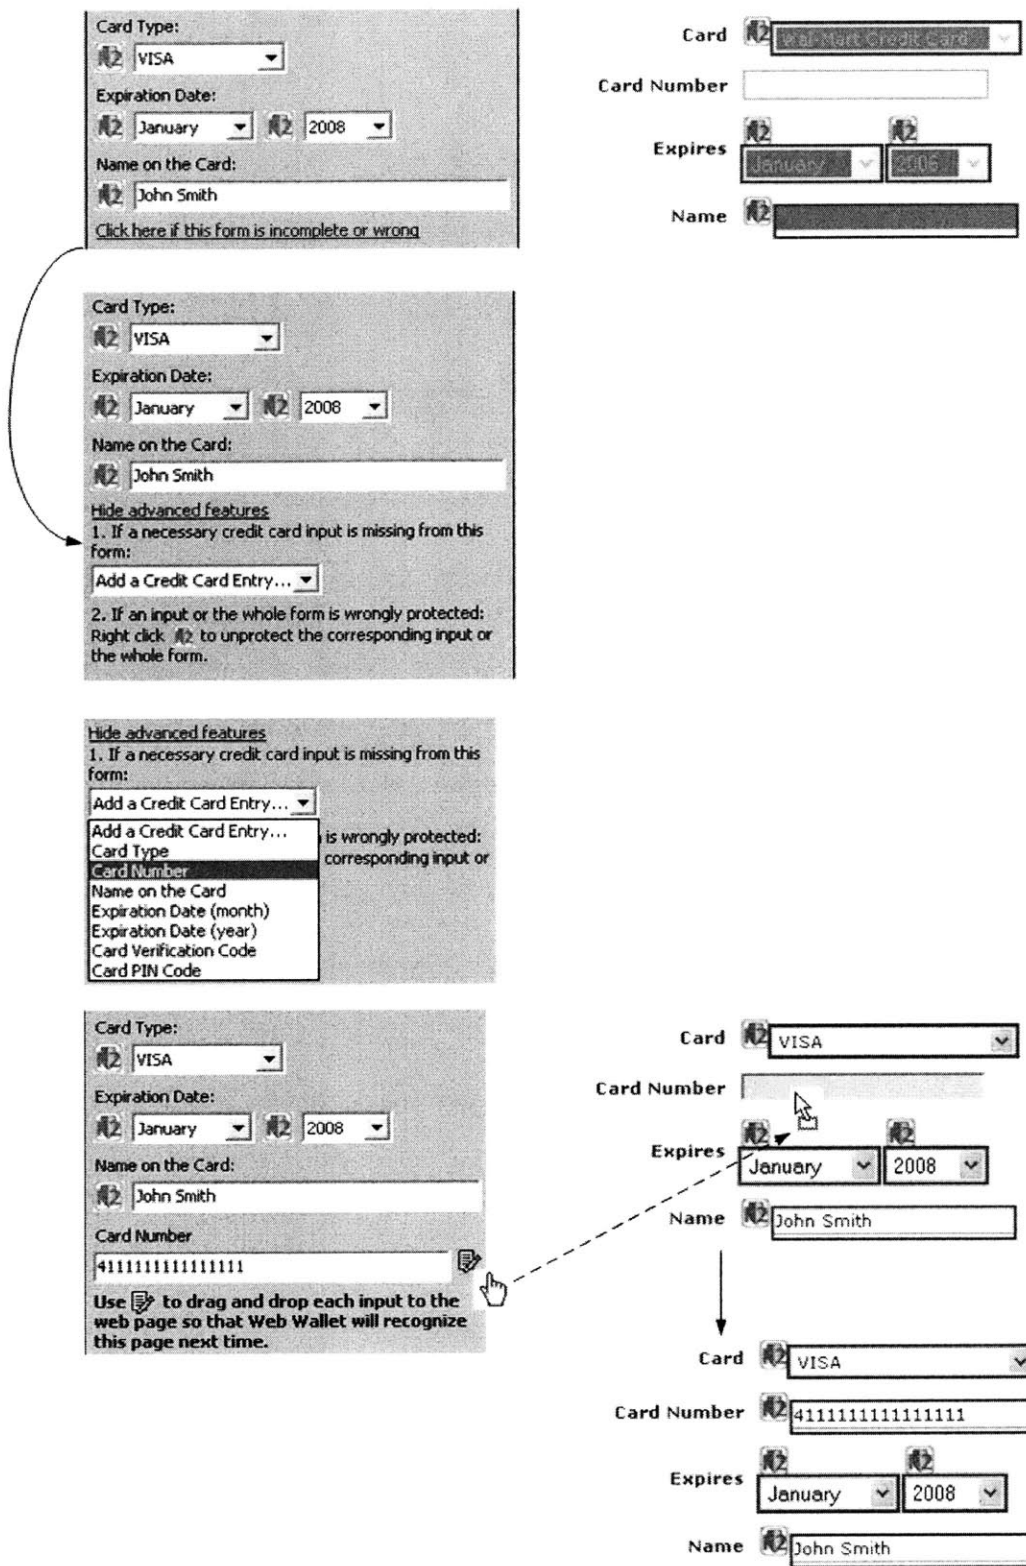 Card Type:
VISA
Expiration Date:
January 2008
Name on the Card:
John Smith
Click here if this form is incomplete or wrong
Card Wal-Mart Credit Card
Card Number
Expires
January 2006
Name
Card Type:
VISA
Expiration Date:
January 2008
Name on the Card:
John Smith
Hide advanced features
1. If a necessary credit card input is missing from this
form:
Add a Credit Card Entry...
2. If an input or the whole form is wrongly protected:
Right click to unprotect the corresponding input or
the whole form.
Hide advanced features
1. If a necessary credit card input is missing from this
form:
Add a Credit Card Entry...
Add a Credit Card Entry...
Card Type
Card Number
Name on the Card
Expiration Date (month)
Expiration Date (year)
Card Verification Code
Card PIN Code
is wrongly protected:
corresponding input or
Card Type:
VISA
Expiration Date:
January 2008
Name on the Card:
John Smith
Card Number
4111111111111111
Use to drag and drop each input to the
web page so that Web Wallet will recognize
this page next time.
Card VISA
Card Number
Expires
January 2008
Name John Smith
Card VISA
Card Number 4111111111111111
Expires
January 2008
Name John Smith